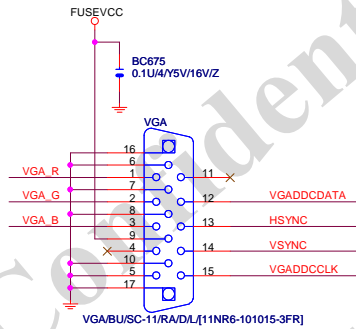 FUSEVCC
BC675
0.1U/4/Y5V/16V/Z
VGA
16
6
VGA_R 1 11
7
VGA_G 2 12 VGADDCDATA
8
VGA_B 3 13 HSYNC
9
4 14 VSYNC
10
5 15 VGADDCCLK
17
VGA/BU/SC-11/RA/D/L/[11NR6-101015-3FR]
Confident